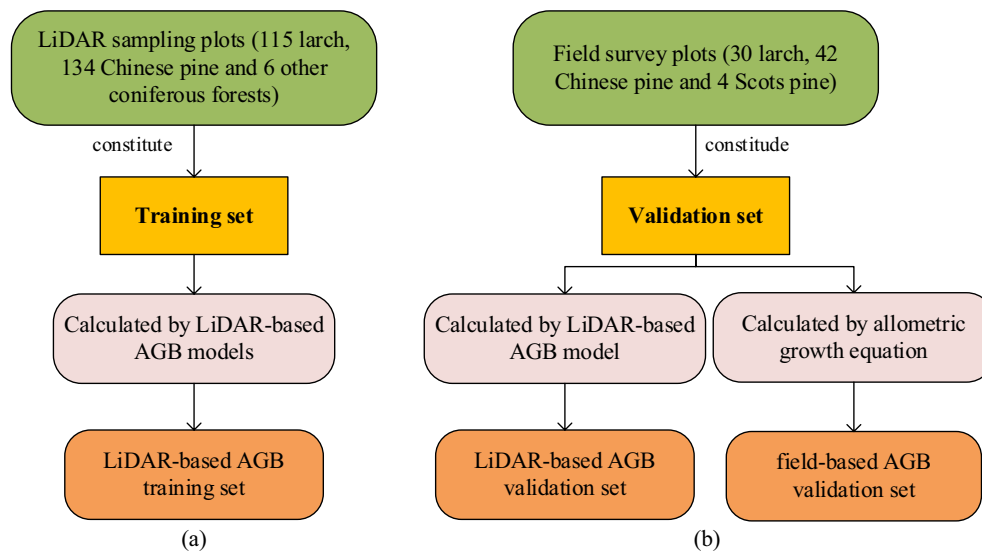 LiDAR sampling plots (115 larch,
134 Chinese pine and 6 other
coniferous forests)
constitute
Training set
Calculated by LiDAR-based
AGB models
LiDAR-based AGB
training set
(a)
Field survey plots (30 larch, 42
Chinese pine and 4 Scots pine)
constitude
Validation set
Calculated by LiDAR-based
AGB model
Calculated by allometric
growth equation
LiDAR-based AGB
validation set
field-based AGB
validation set
(b)